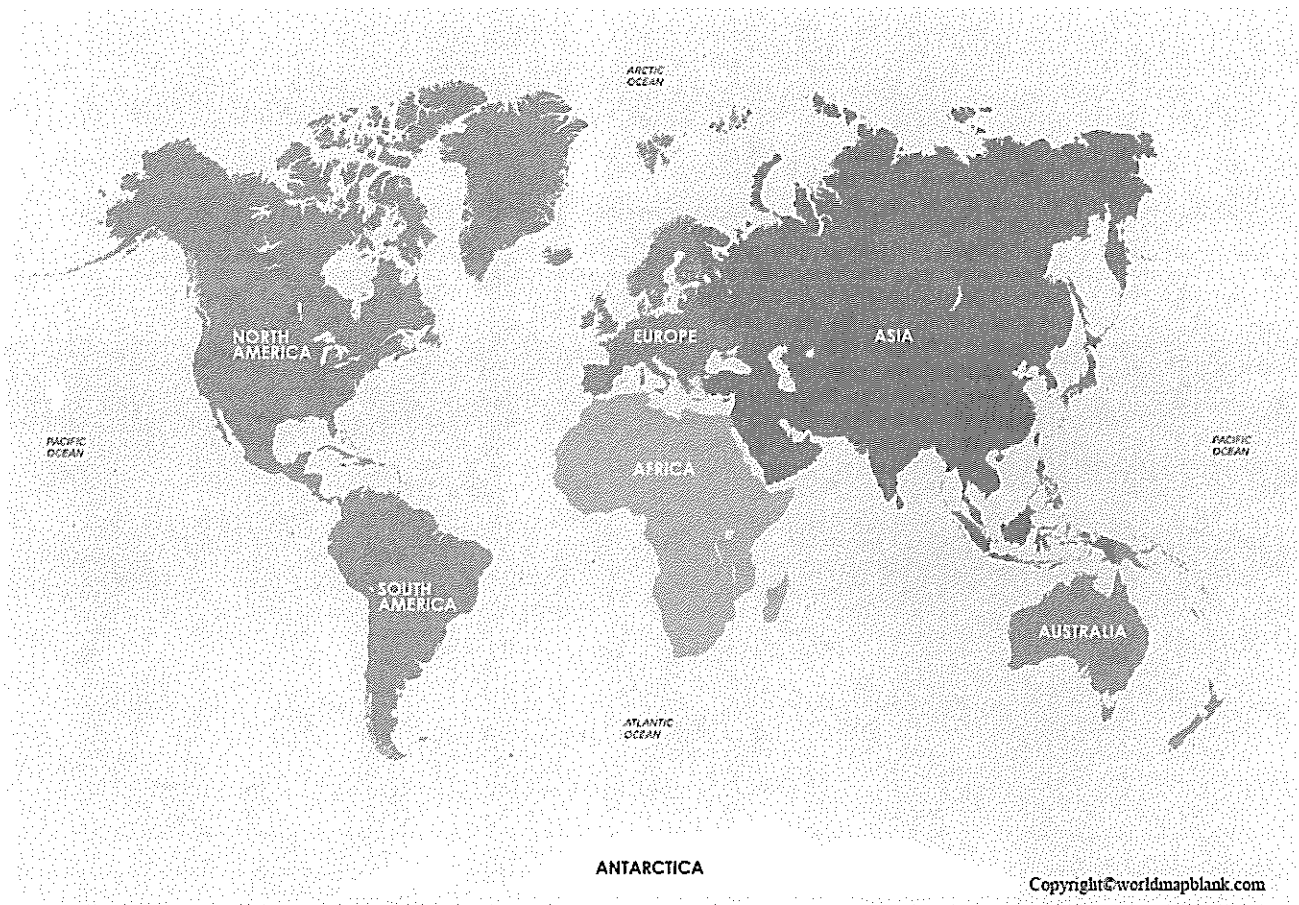 ARCTIC
OCEAN
NORTH
AMERICA
EUROPE
ASIA
PACIFIC
OCEAN
PACIFIC
OCEAN
AFRICA
SOUTH
AMERICA
AUSTRALIA
ATLANTIC
OCEAN
ANTARCTICA
Copyright©worldmapblank.com